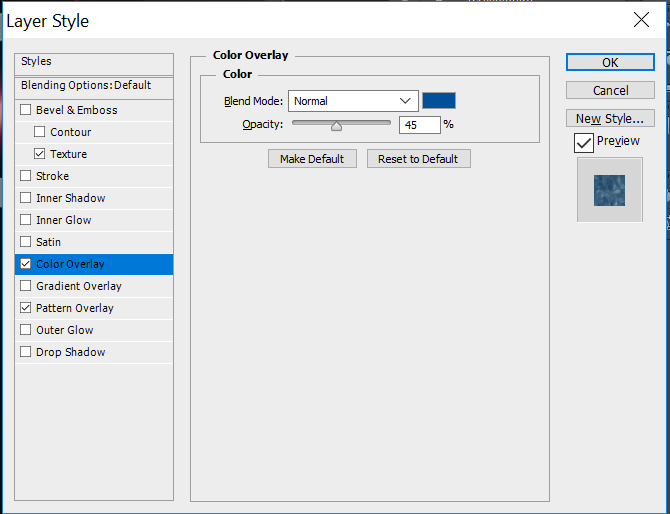 Layer Style
Styles
Blending Options: Default
Bevel & Emboss
Contour
Texture
Stroke
Inner Shadow
Inner Glow
Satin
Color Overlay
Gradient Overlay
Pattern Overlay
Outer Glow
Drop Shadow
Color Overlay
Color
Blend Mode: Normal
Opacity: 45 %
Make Default Reset to Default
OK
Cancel
New Style...
Preview